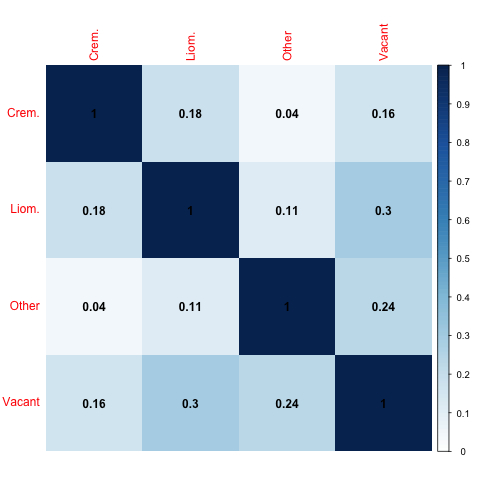 Crem. Liom. Other Vacant
Crem. 1 0.18 0.04 0.16
Liom. 0.18 1 0.11 0.3
Other 0.04 0.11 1 0.24
Vacant 0.16 0.3 0.24 1
1
0.9
0.8
0.7
0.6
0.5
0.4
0.3
0.2
0.1
0